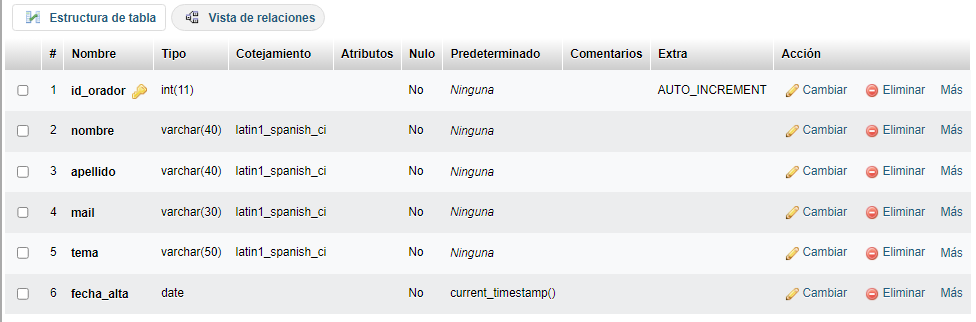 Estructura de tabla Vista de relaciones
# Nombre Tipo Cotejamiento Atributos Nulo Predeterminado Comentarios Extra Acción
1 id_orador int(11) No Ninguna AUTO_INCREMENT Cambiar Eliminar Más
2 nombre varchar(40) latin1_spanish_ci No Ninguna Cambiar Eliminar Más
3 apellido varchar(40) latin1_spanish_ci No Ninguna Cambiar Eliminar Más
4 mail varchar(30) latin1_spanish_ci No Ninguna Cambiar Eliminar Más
5 tema varchar(50) latin1_spanish_ci No Ninguna Cambiar Eliminar Más
6 fecha_alta date No current_timestamp() Cambiar Eliminar Más